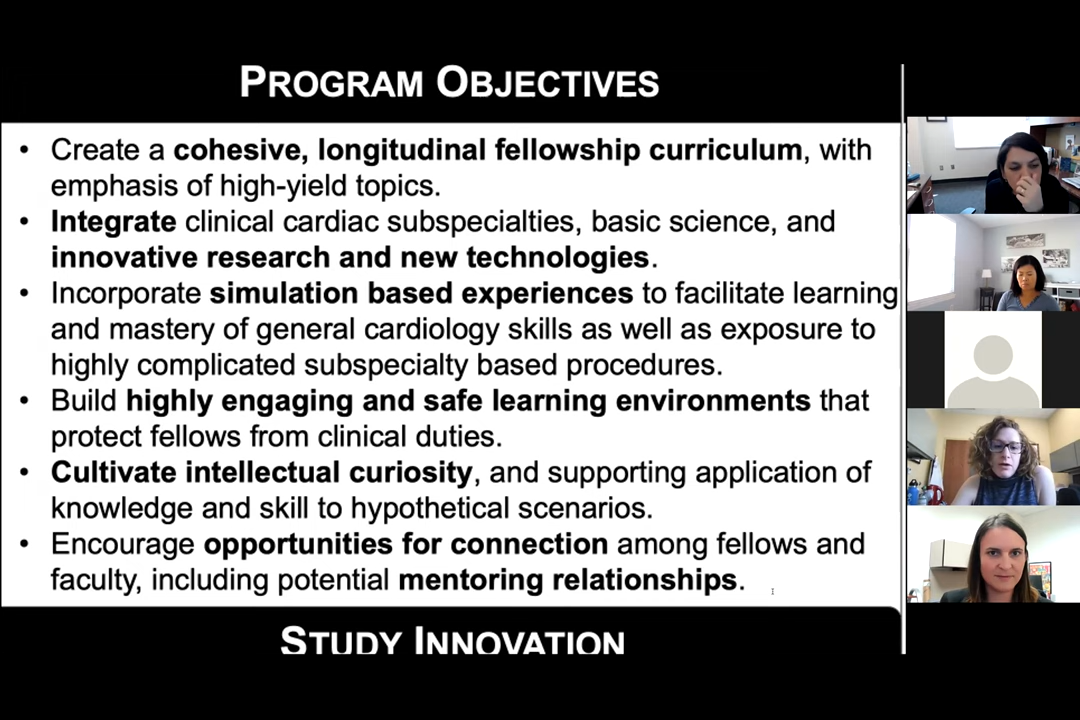 PROGRAM OBJECTIVES
• Create a cohesive, longitudinal fellowship curriculum, with
emphasis of high-yield topics.
• Integrate clinical cardiac subspecialties, basic science, and
innovative research and new technologies.
• Incorporate simulation based experiences to facilitate learning
and mastery of general cardiology skills as well as exposure to
highly complicated subspecialty based procedures.
• Build highly engaging and safe learning environments that
protect fellows from clinical duties.
• Cultivate intellectual curiosity, and supporting application of
knowledge and skill to hypothetical scenarios.
• Encourage opportunities for connection among fellows and
faculty, including potential mentoring relationships.
STUDY INNOVATION